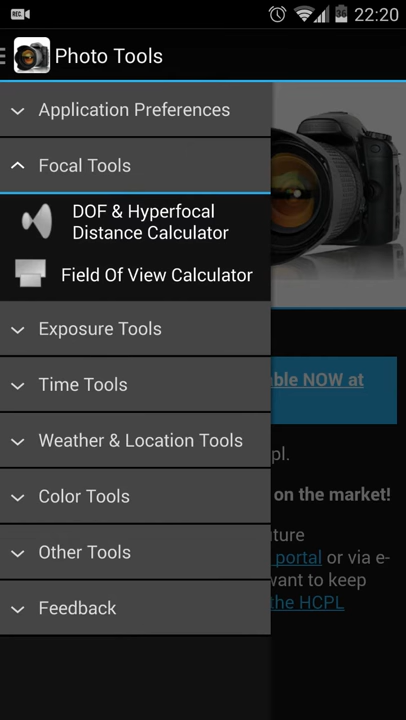 REC
22:20
Photo Tools
Application Preferences
Focal Tools
DOF & Hyperfocal
Distance Calculator
Field Of View Calculator
Exposure Tools
Time Tools
ble NOW at
Weather & Location Tools
pl.
Color Tools
on the market!
ture
Other Tools
portal or via e-
want to keep
Feedback
the HCPL